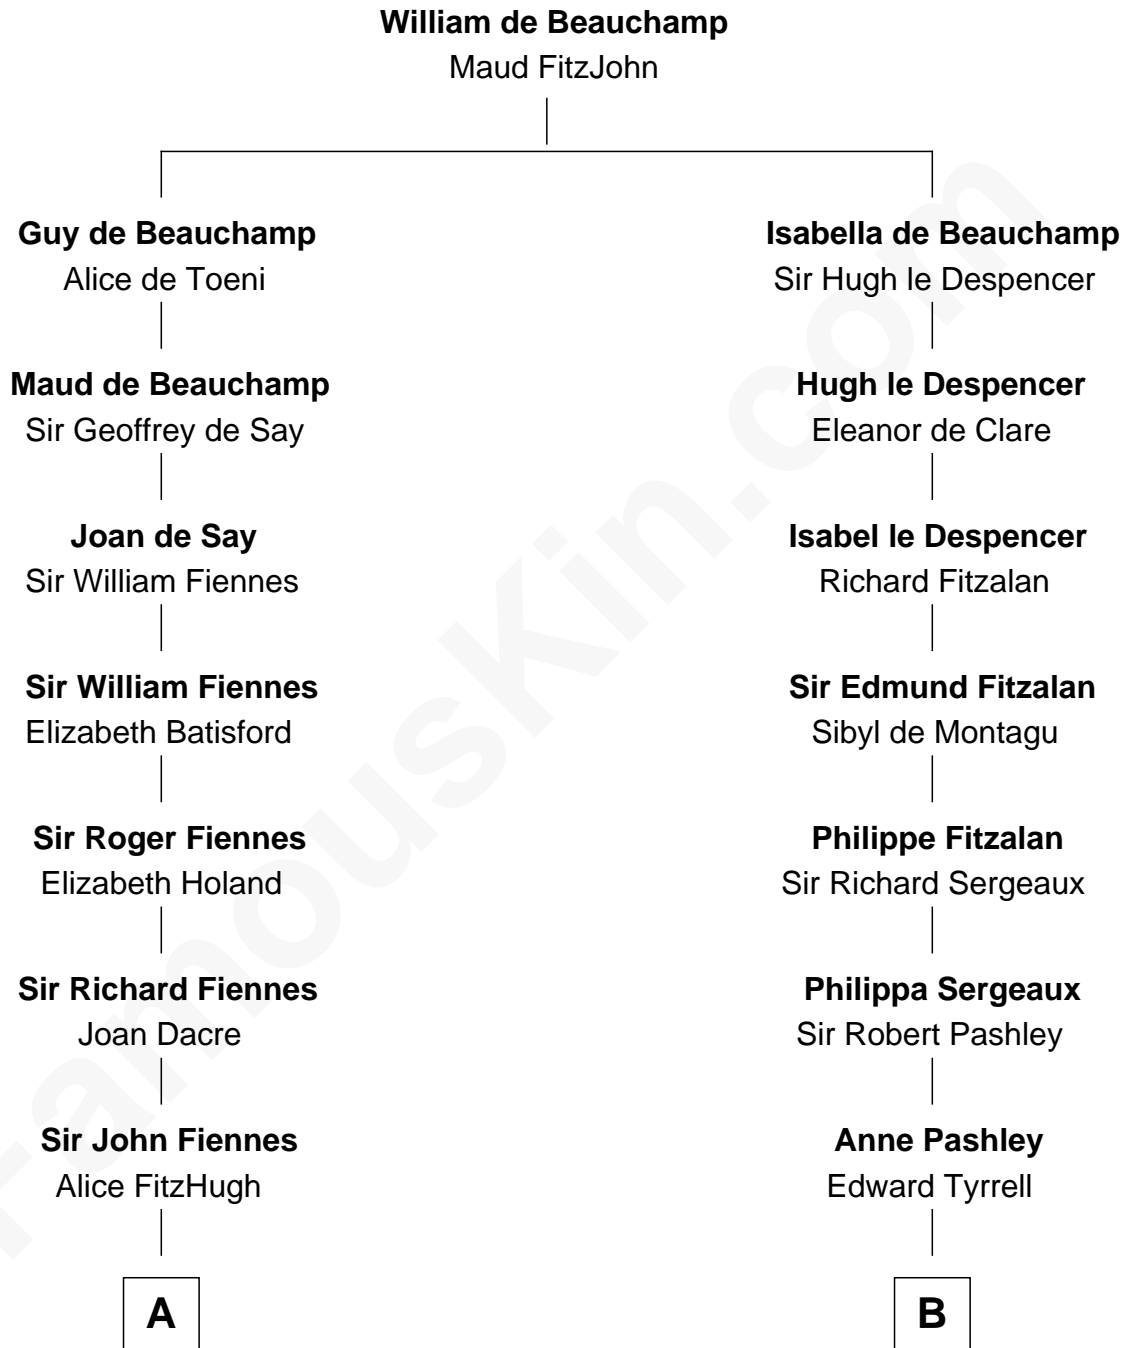 William de Beauchamp
Maud FitzJohn
Guy de Beauchamp
Alice de Toeni
Isabella de Beauchamp
Sir Hugh le Despencer
Maud de Beauchamp
Sir Geoffrey de Say
Hugh le Despencer
Eleanor de Clare
Joan de Say
Sir William Fiennes
Isabel le Despencer
Richard Fitzalan
Sir William Fiennes
Elizabeth Batisford
Sir Edmund Fitzalan
Sibyl de Montagu
Sir Roger Fiennes
Elizabeth Holand
Philippe Fitzalan
Sir Richard Sergeaux
Sir Richard Fiennes
Joan Dacre
Philippa Sergeaux
Sir Robert Pashley
Sir John Fiennes
Alice FitzHugh
Anne Pashley
Edward Tyrrell
A
B
FamousKin.com